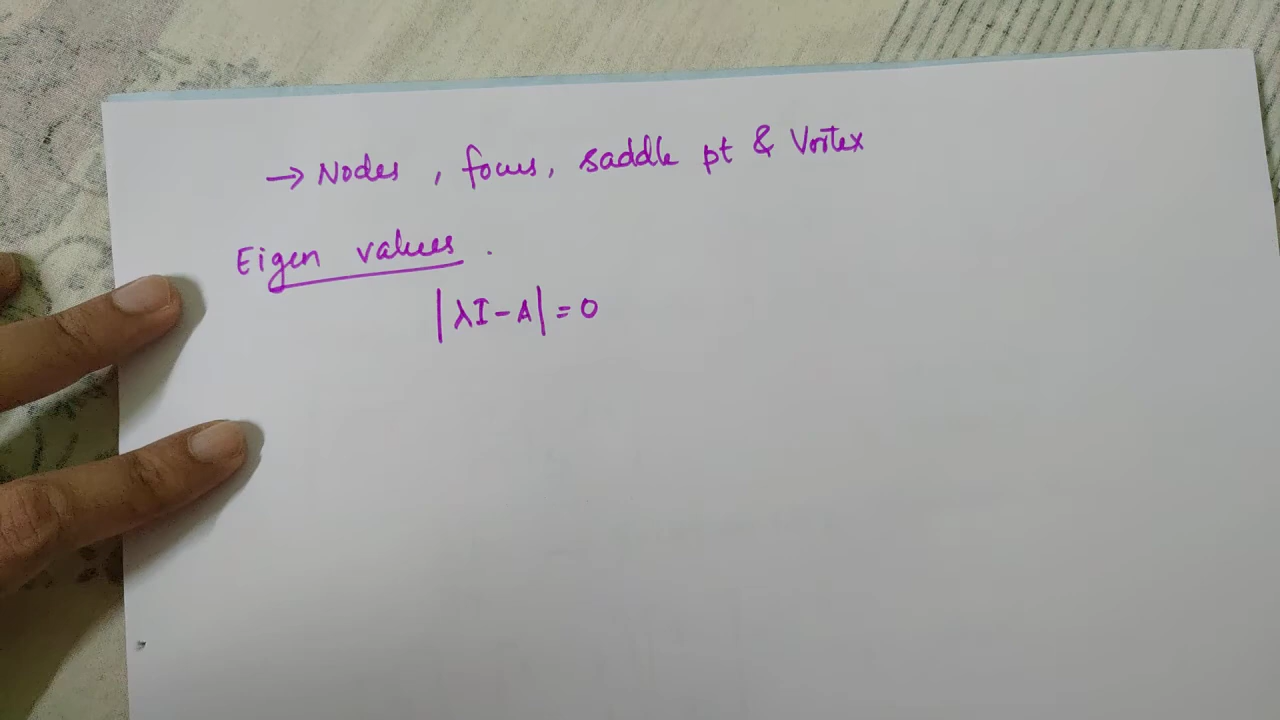 → Nodes, focus, saddle pt & Vortex
Eigen values.
|λI-A|=0